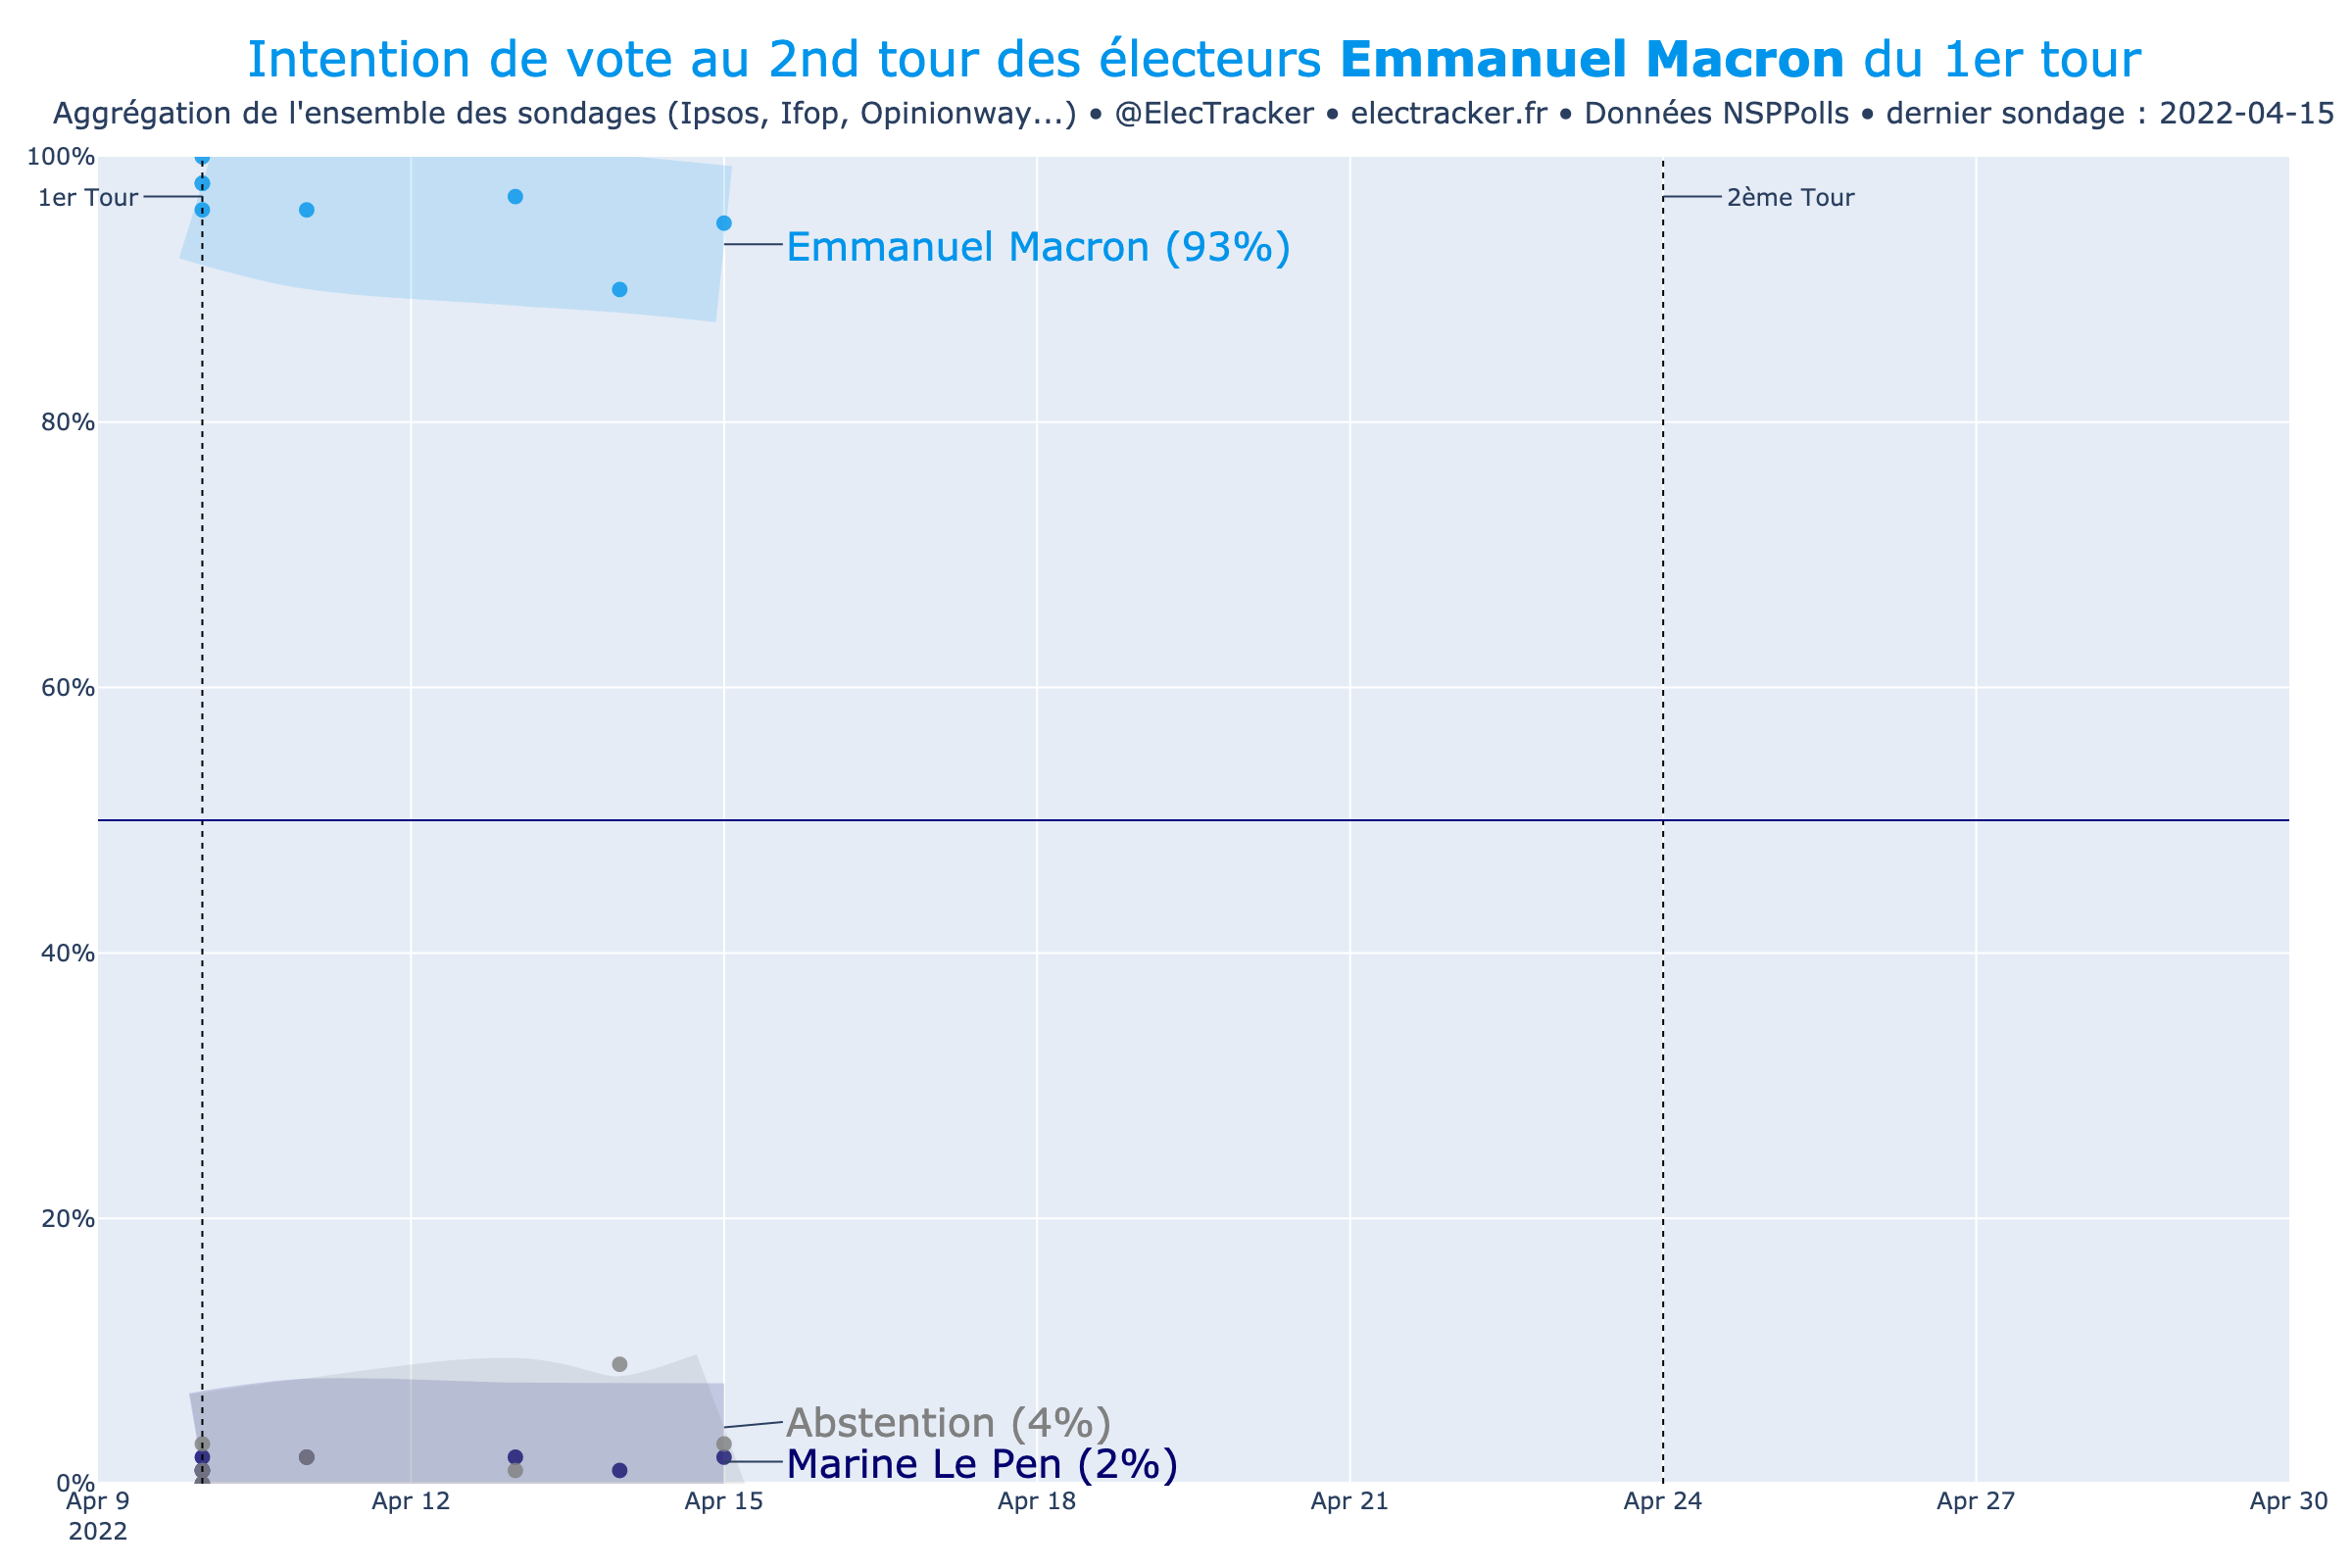 Intention de vote au 2nd tour des électeurs Emmanuel Macron du 1er tour
Aggrégation de l'ensemble des sondages (Ipsos, Ifop, Opinionway...) • @ElecTracker • electracker.fr • Données NSPPolls • dernier sondage : 2022-04-15
100%
1er Tour
2ème Tour
Emmanuel Macron (93%)
80%
60%
40%
20%
Abstention (4%)
Marine Le Pen (2%)
0%
Apr 9 Apr 12 Apr 15 Apr 18 Apr 21 Apr 24 Apr 27 Apr 30
2022